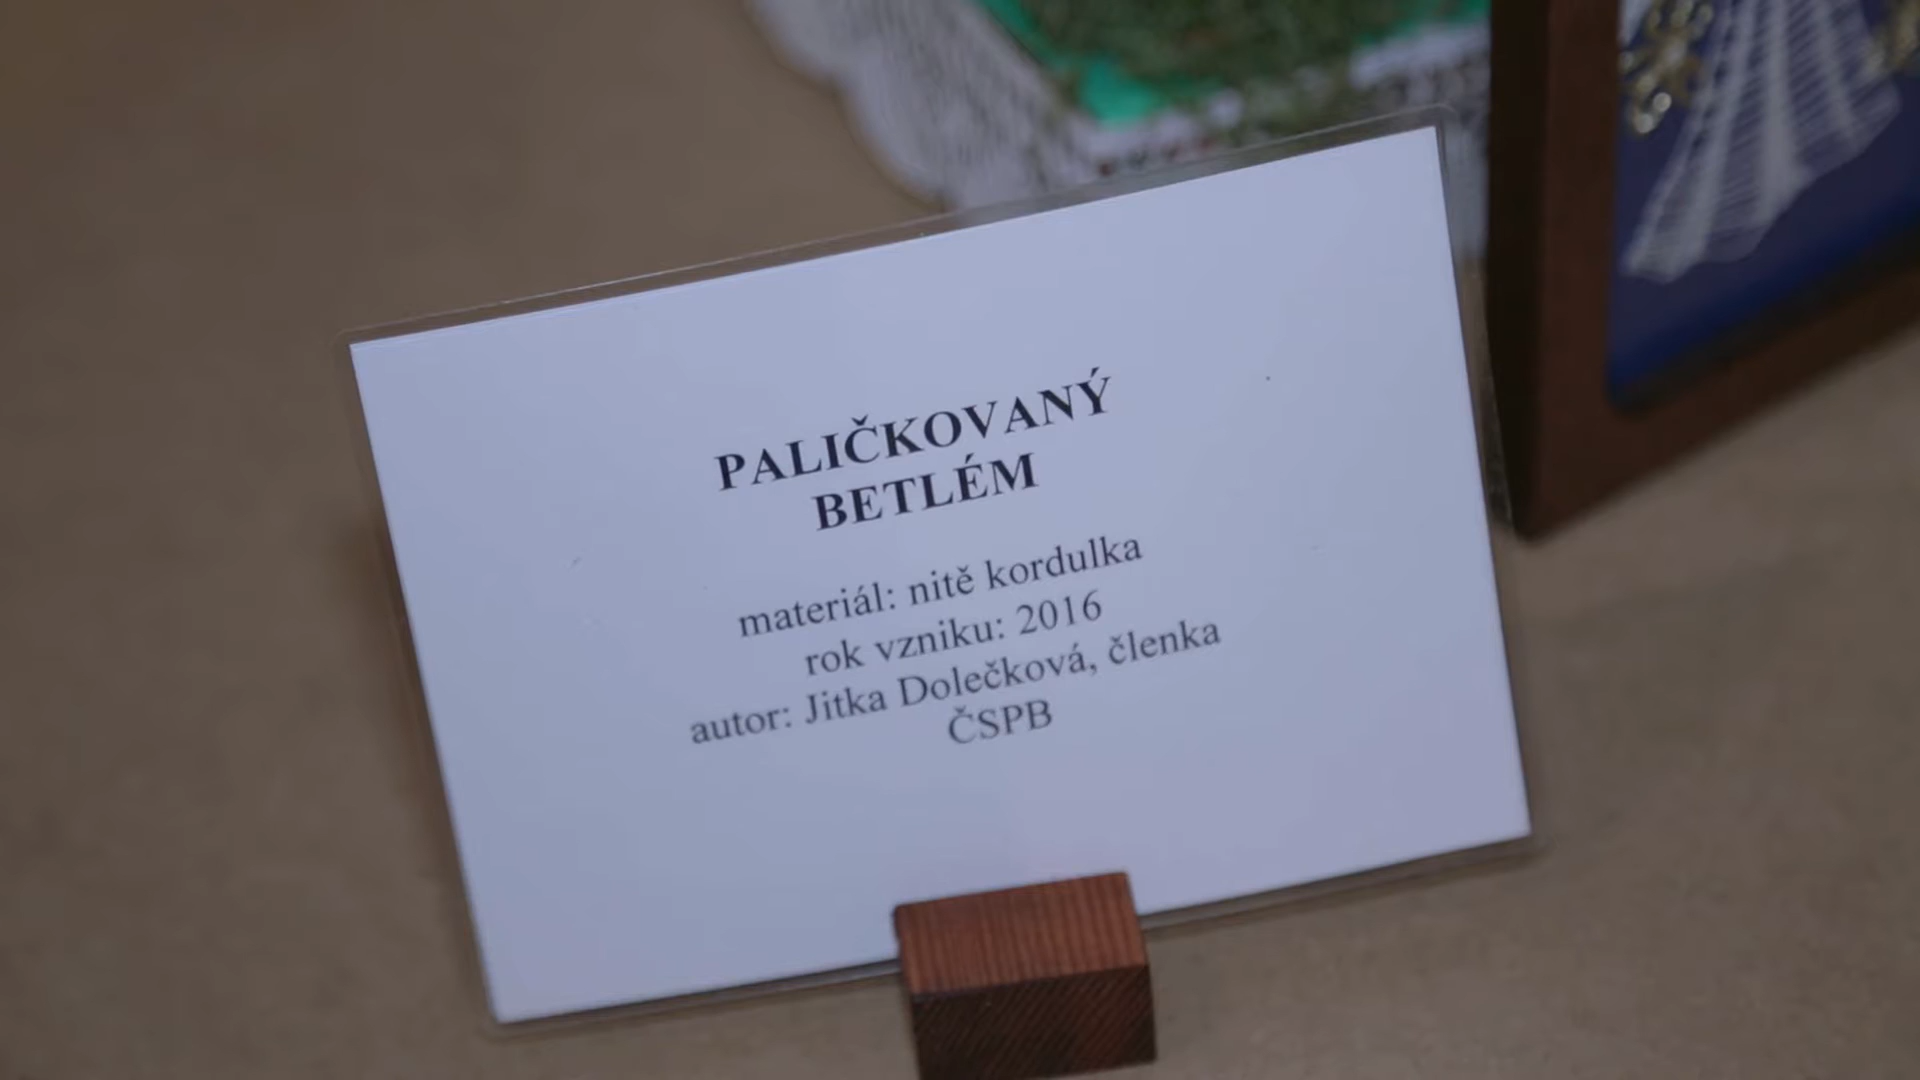 PALIČKOVANÝ
BETLÉM
materiál: nitě kordulka
rok vzniku: 2016
autor: Jitka Dolečková, členka
ČSPB